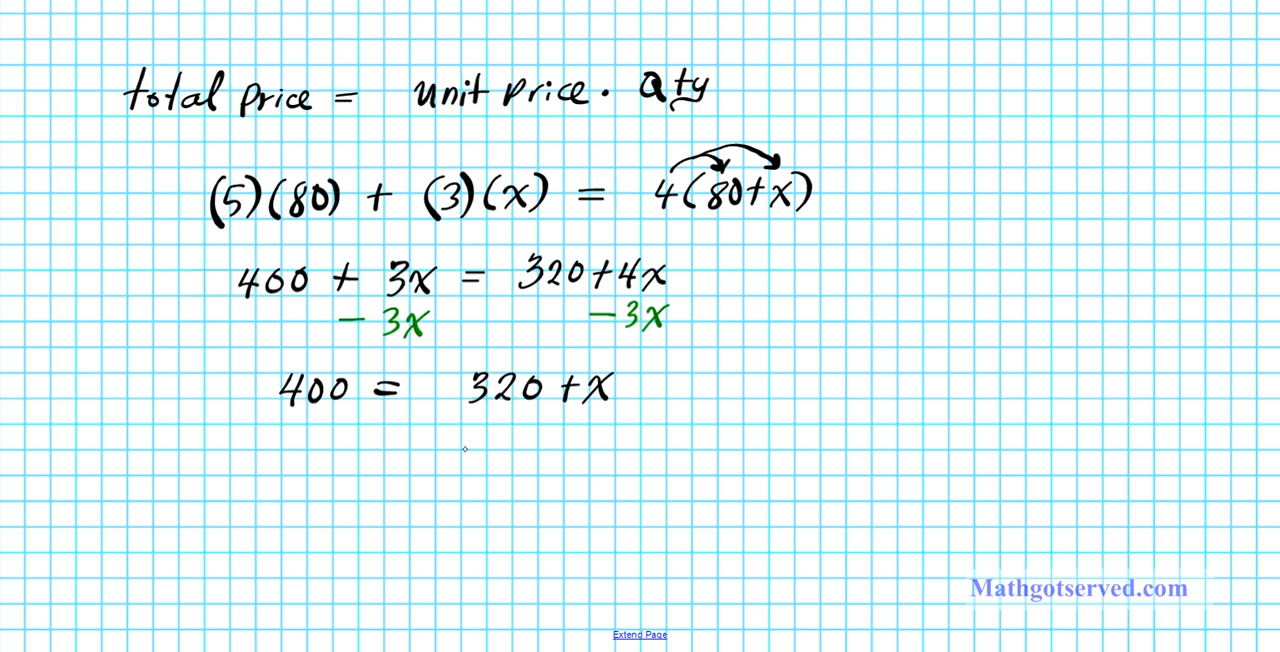 total price = unit price · Qty
(5)(80) + (3)(x) = 4(80+x)
400 + 3x = 320+4x
- 3x - 3x
400 = 320 + x
Mathgotserved.com
Extend Page